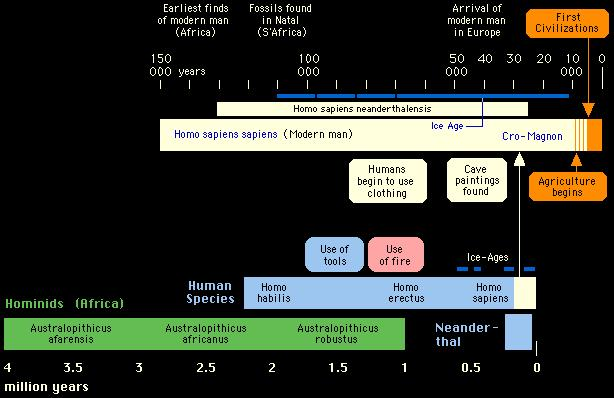 Earliest finds
of modern man
(Africa)
Fossils found
in Natal
(S'Africa)
Arrival of
modern man
in Europe
First
Civilizations
150
000 years
100
000
50
000
40
30
20
10
000
0
Homo sapiens neanderthalensis
Ice Age
Homo sapiens sapiens (Modern man)
Cro-Magnon
Humans
begin to use
clothing
Cave
paintings
found
Agriculture
begins
Use of
tools
Use
of fire
Ice-Ages
Human
Species
Homo
habilis
Homo
erectus
Homo
sapiens
Hominids (Africa)
Australopithicus
afarensis
Australopithicus
africanus
Australopithicus
robustus
Neander-
thal
4 3.5 3 2.5 2 1.5 1 0.5 0
million years